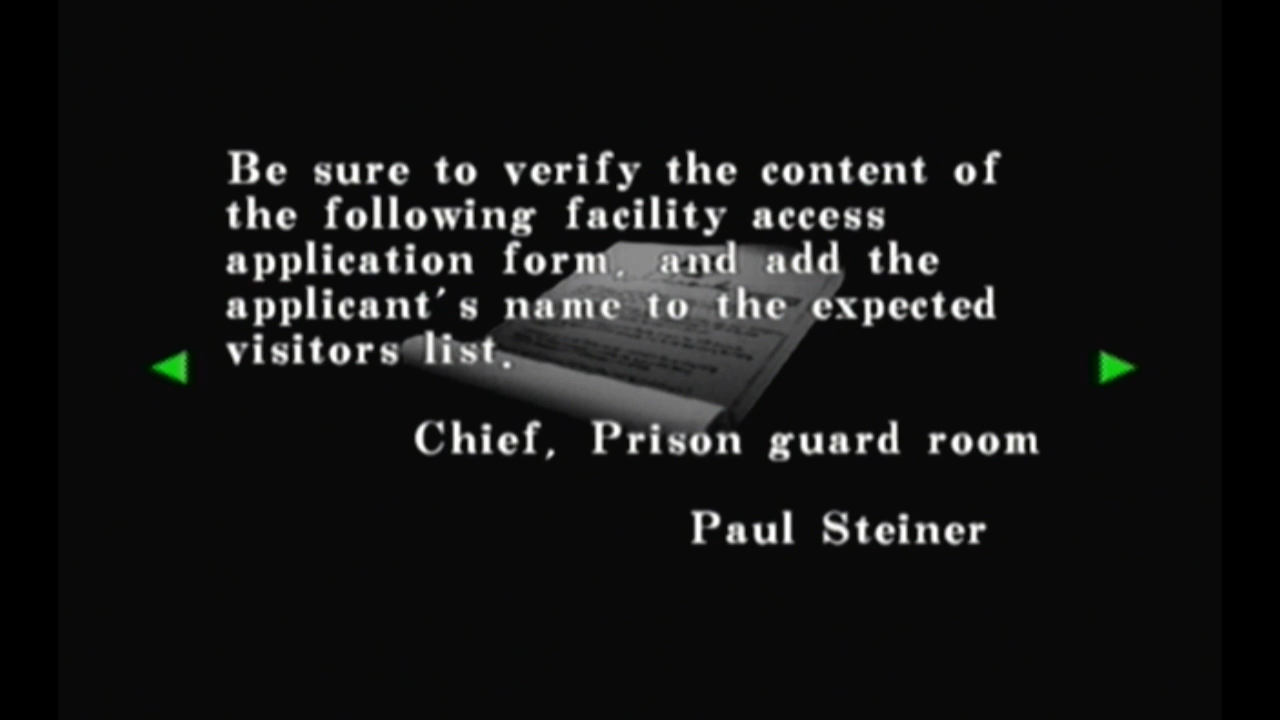 Be sure to verify the content of
the following facility access
application form, and add the
applicant's name to the expected
visitors list.
Chief, Prison guard room
Paul Steiner